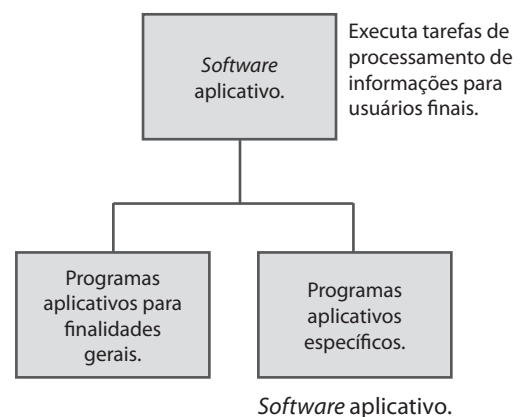 Software
aplicativo.
Executa tarefas de
processamento de
informações para
usuários finais.
Programas
aplicativos para
finalidades
gerais.
Programas
aplicativos
específicos.
Software aplicativo.